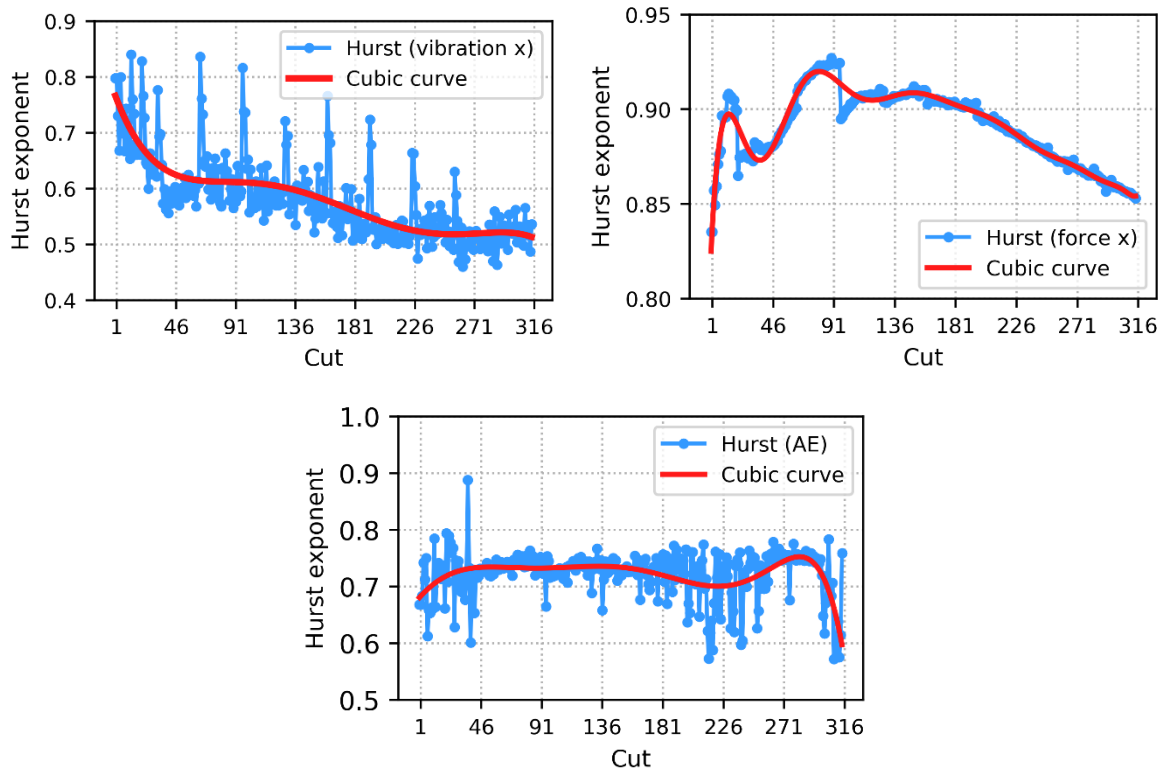 0.9
0.8
0.7
0.6
0.5
0.4
Hurst exponent
Hurst (vibration x)
Cubic curve
1 46 91 136 181 226 271 316
Cut
0.95
0.90
0.85
0.80
Hurst exponent
Hurst (force x)
Cubic curve
1 46 91 136 181 226 271 316
Cut
1.0
0.9
0.8
0.7
0.6
0.5
Hurst exponent
Hurst (AE)
Cubic curve
1 46 91 136 181 226 271 316
Cut